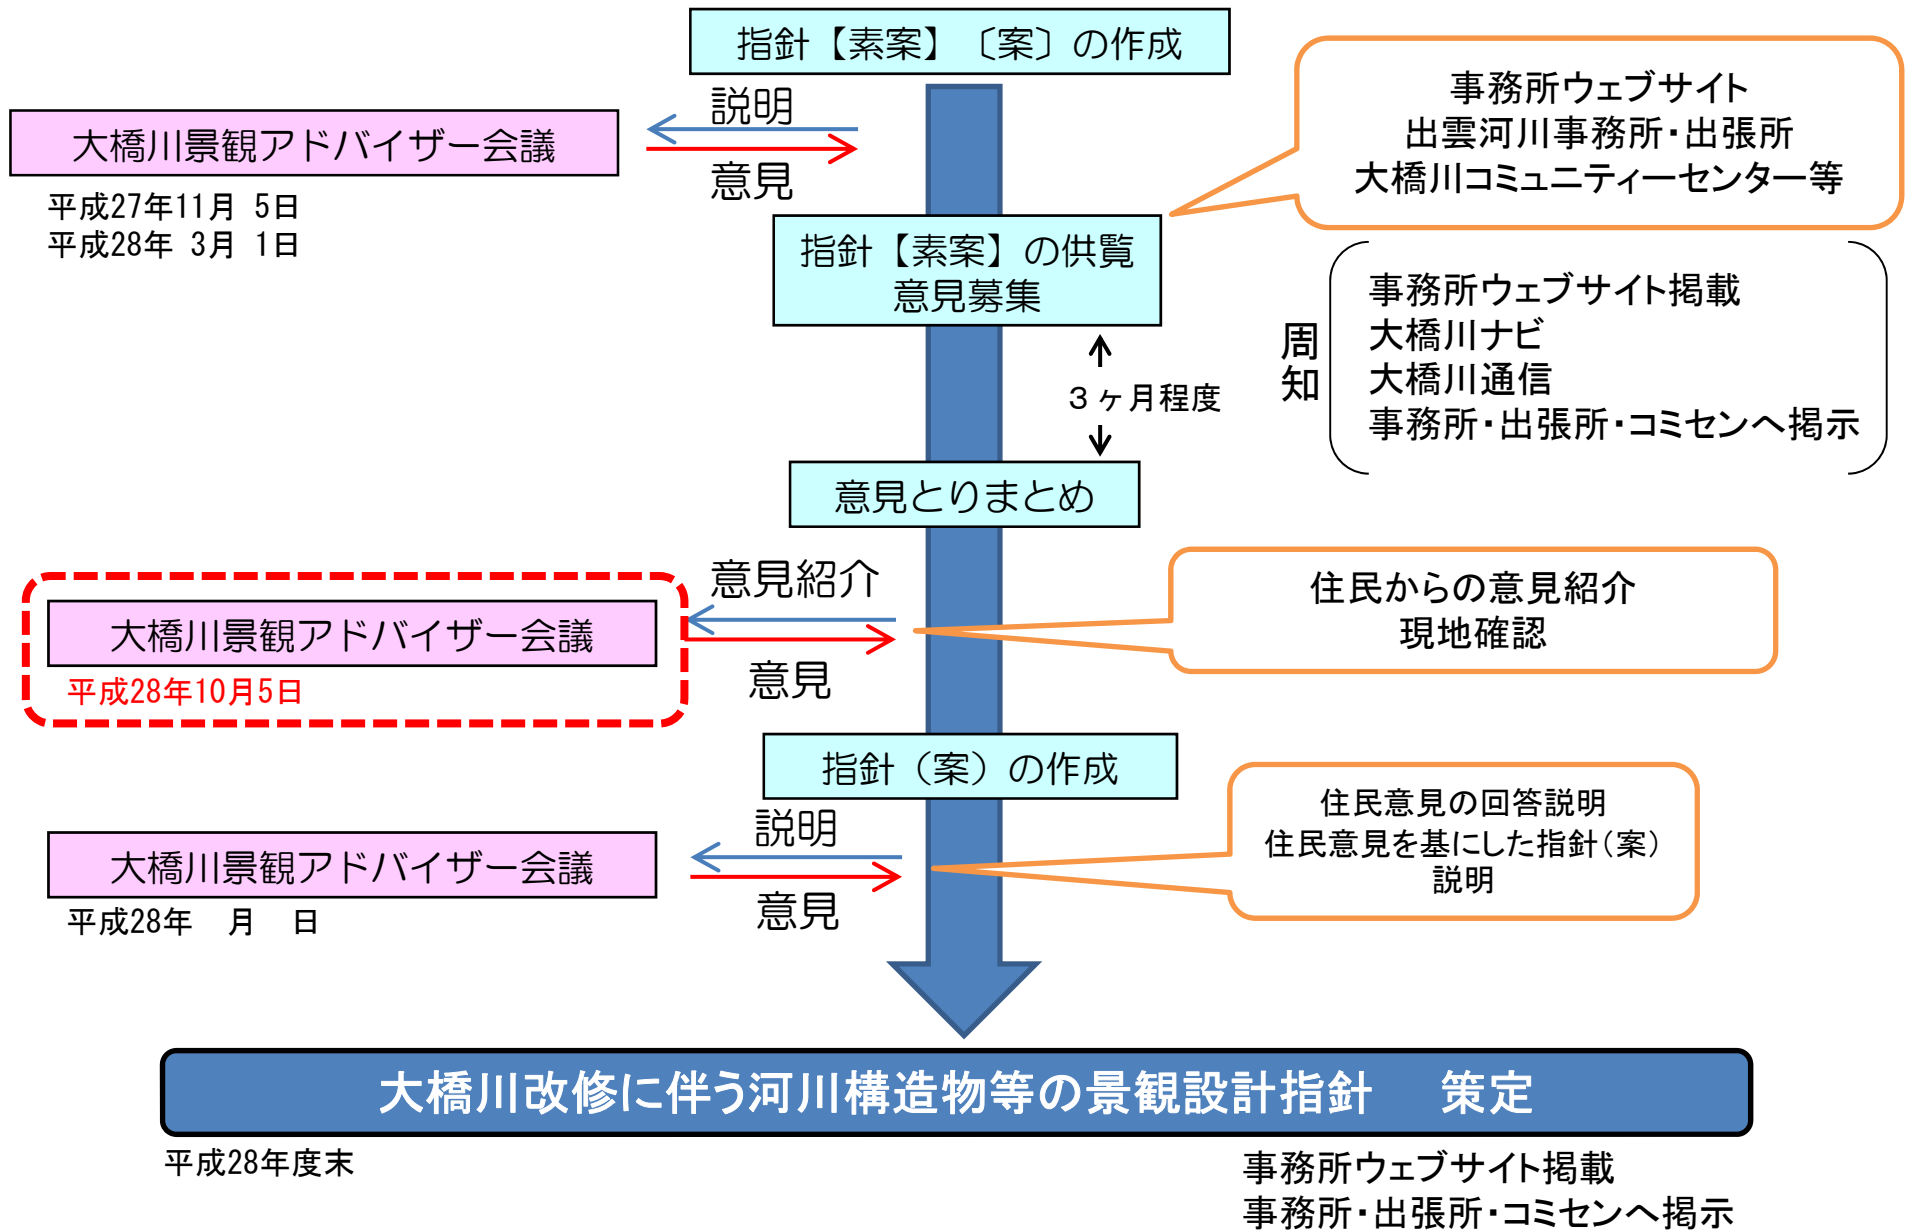 指針【素案】〔案〕の作成
説明
大橋川景観アドバイザー会議
意見
平成27年11月 5日
平成28年 3月 1日
事務所ウェブサイト
出雲河川事務所・出張所
大橋川コミュニティーセンター等
指針【素案】の供覧
意見募集
周知
事務所ウェブサイト掲載
大橋川ナビ
大橋川通信
事務所・出張所・コミセンへ掲示
３ヶ月程度
意見とりまとめ
意見紹介
大橋川景観アドバイザー会議
意見
平成28年10月5日
住民からの意見紹介
現地確認
指針（案）の作成
説明
大橋川景観アドバイザー会議
意見
平成28年　月　日
住民意見の回答説明
住民意見を基にした指針（案）
説明
大橋川改修に伴う河川構造物等の景観設計指針　策定
平成28年度末
事務所ウェブサイト掲載
事務所・出張所・コミセンへ掲示